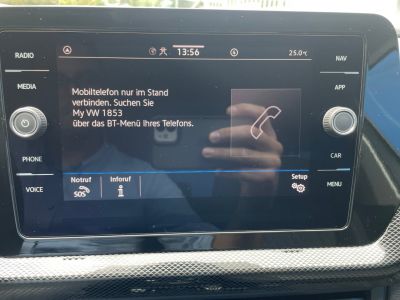 RADIO
MEDIA
PHONE
VOICE
13:56
25.0°C
Mobiltelefon nur im Stand
verbinden. Suchen Sie
My VW 1853
über das BT-Menü Ihres Telefons.
Notruf
SOS
Inforuf
Setup
NAV
APP
CAR
MENU